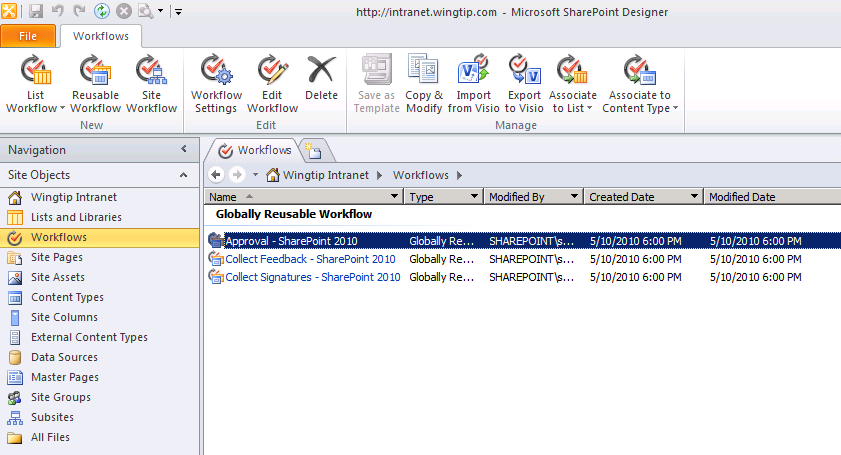 http://intranet.wingtip.com - Microsoft SharePoint Designer
File Workflows
List Workflow Reusable Workflow Site Workflow Workflow Settings Edit Workflow Delete Save as Template Copy & Modify Import from Visio Export to Visio Associate to List Associate to Content Type
New Edit Manage
Navigation
Workflows
Site Objects
Wingtip Intranet Workflows
Wingtip Intranet
Name Type Modified By Created Date Modified Date
Lists and Libraries
Globally Reusable Workflow
Workflows
Approval - SharePoint 2010 Globally Re... SHAREPOINT\s... 5/10/2010 6:00 PM 5/10/2010 6:00 PM
Site Pages
Collect Feedback - SharePoint 2010 Globally Re... SHAREPOINT\s... 5/10/2010 6:00 PM 5/10/2010 6:00 PM
Site Assets
Collect Signatures - SharePoint 2010 Globally Re... SHAREPOINT\s... 5/10/2010 6:00 PM 5/10/2010 6:00 PM
Content Types
Site Columns
External Content Types
Data Sources
Master Pages
Site Groups
Subsites
All Files